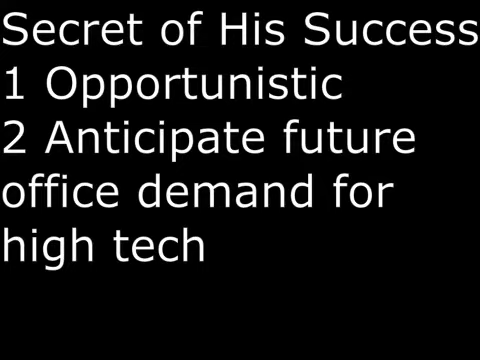 Secret of His Success
1 Opportunistic
2 Anticipate future
office demand for
high tech